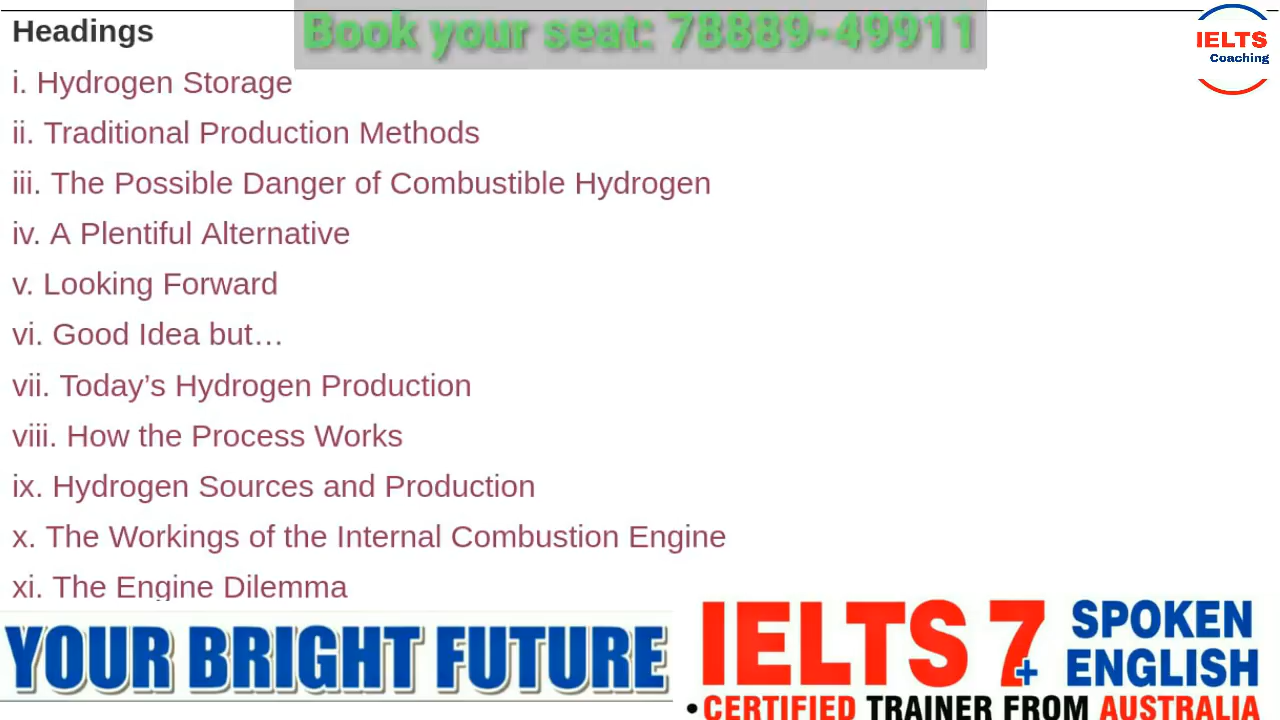 Book your seat: 78889-49911
IELTS
Coaching
Headings
i. Hydrogen Storage
ii. Traditional Production Methods
iii. The Possible Danger of Combustible Hydrogen
iv. A Plentiful Alternative
v. Looking Forward
vi. Good Idea but…
vii. Today’s Hydrogen Production
viii. How the Process Works
ix. Hydrogen Sources and Production
x. The Workings of the Internal Combustion Engine
xi. The Engine Dilemma
YOUR BRIGHT FUTURE
IELTS 7+
SPOKEN
ENGLISH
• CERTIFIED TRAINER FROM AUSTRALIA